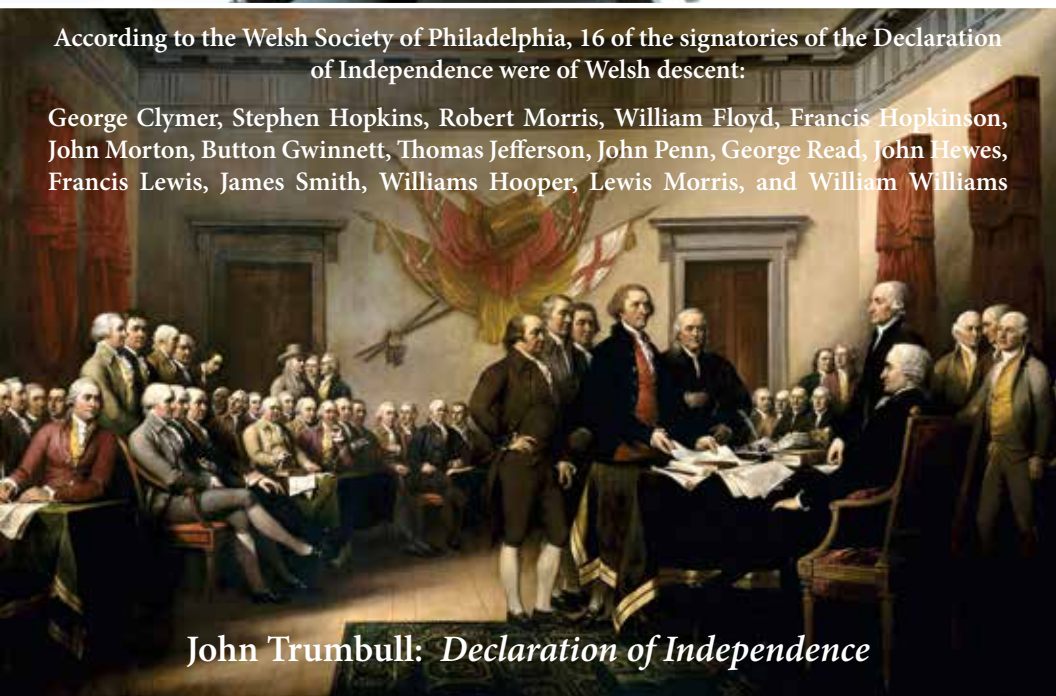 According to the Welsh Society of Philadelphia, 16 of the signatories of the Declaration
of Independence were of Welsh descent:
George Clymer, Stephen Hopkins, Robert Morris, William Floyd, Francis Hopkinson,
John Morton, Button Gwinnett, Thomas Jefferson, John Penn, George Read, John Hewes,
Francis Lewis, James Smith, Williams Hooper, Lewis Morris, and William Williams
John Trumbull: Declaration of Independence